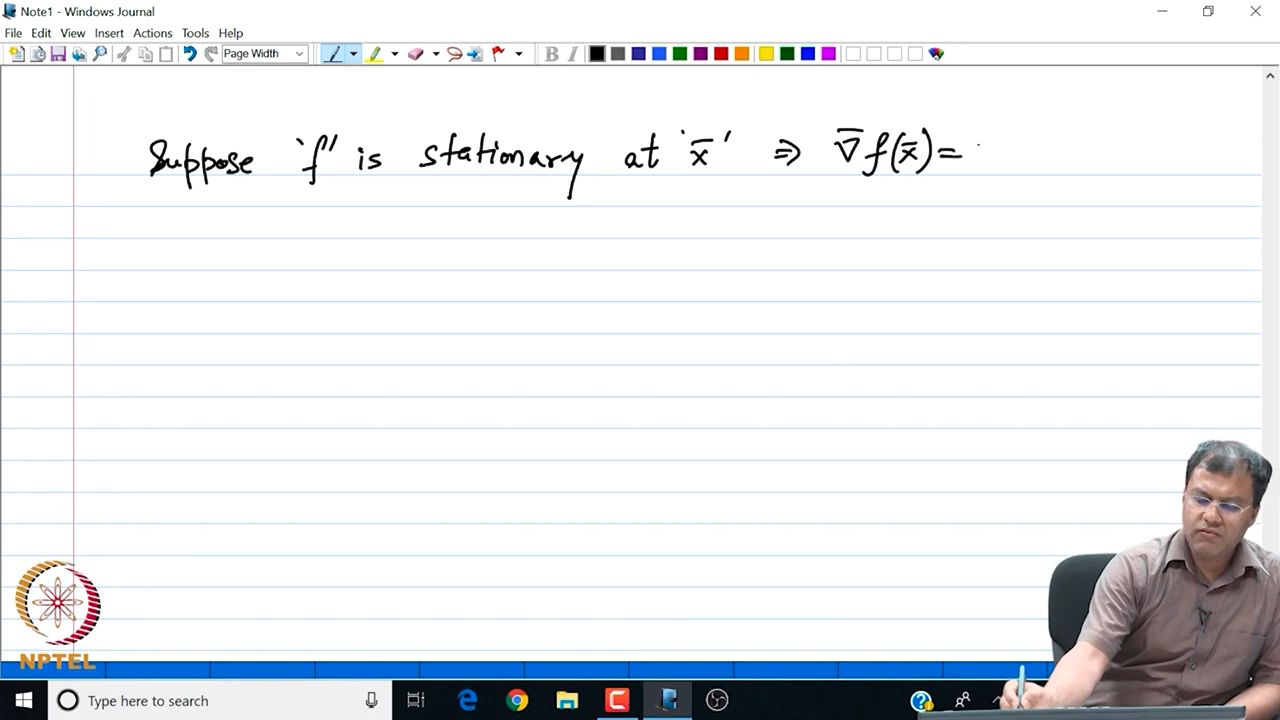 Note1 - Windows Journal
File Edit View Insert Actions Tools Help
Page Width B I
Suppose 'f' is stationary at 'x̄' ⇒ ∇̄f(x̄)=
NPTEL
Type here to search